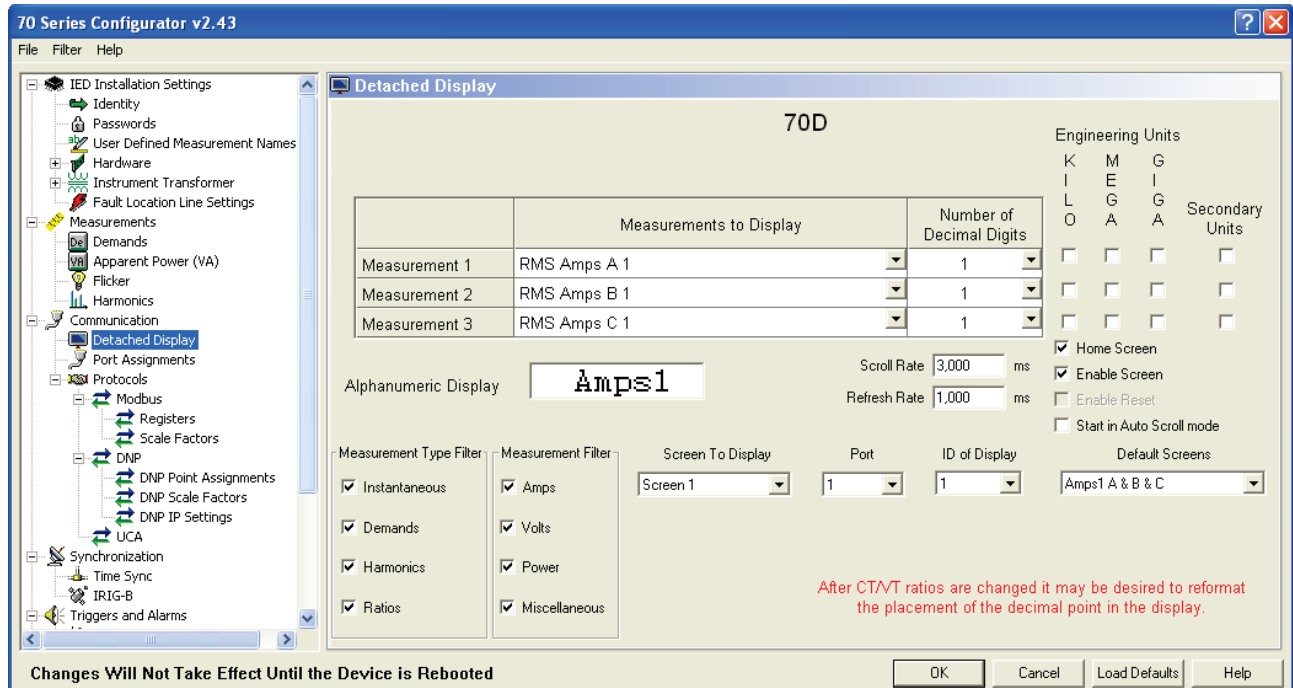 70 Series Configurator v2.43
File Filter Help
IED Installation Settings
Identity
Passwords
User Defined Measurement Names
Hardware
Instrument Transformer
Fault Location Line Settings
Measurements
De Demands
VA Apparent Power (VA)
Flicker
Harmonics
Communication
Detached Display
Port Assignments
Protocols
Modbus
Registers
Scale Factors
DNP
DNP Point Assignments
DNP Scale Factors
DNP IP Settings
UCA
Synchronization
Time Sync
IRIG-B
Triggers and Alarms
Detached Display
70D
Engineering Units
KILO MEGA GIGA Secondary Units
Measurements to Display Number of Decimal Digits
Measurement 1 RMS Amps A 1 1
Measurement 2 RMS Amps B 1 1
Measurement 3 RMS Amps C 1 1
Alphanumeric Display Amps1
Scroll Rate 3,000 ms
Refresh Rate 1,000 ms
Home Screen
Enable Screen
Enable Reset
Start in Auto Scroll mode
Measurement Type Filter
Instantaneous
Demands
Harmonics
Ratios
Measurement Filter
Amps
Volts
Power
Miscellaneous
Screen To Display Port ID of Display Default Screens
Screen 1 1 1 Amps1 A & B & C
After CT/VT ratios are changed it may be desired to reformat
the placement of the decimal point in the display.
Changes Will Not Take Effect Until the Device is Rebooted
OK Cancel Load Defaults Help